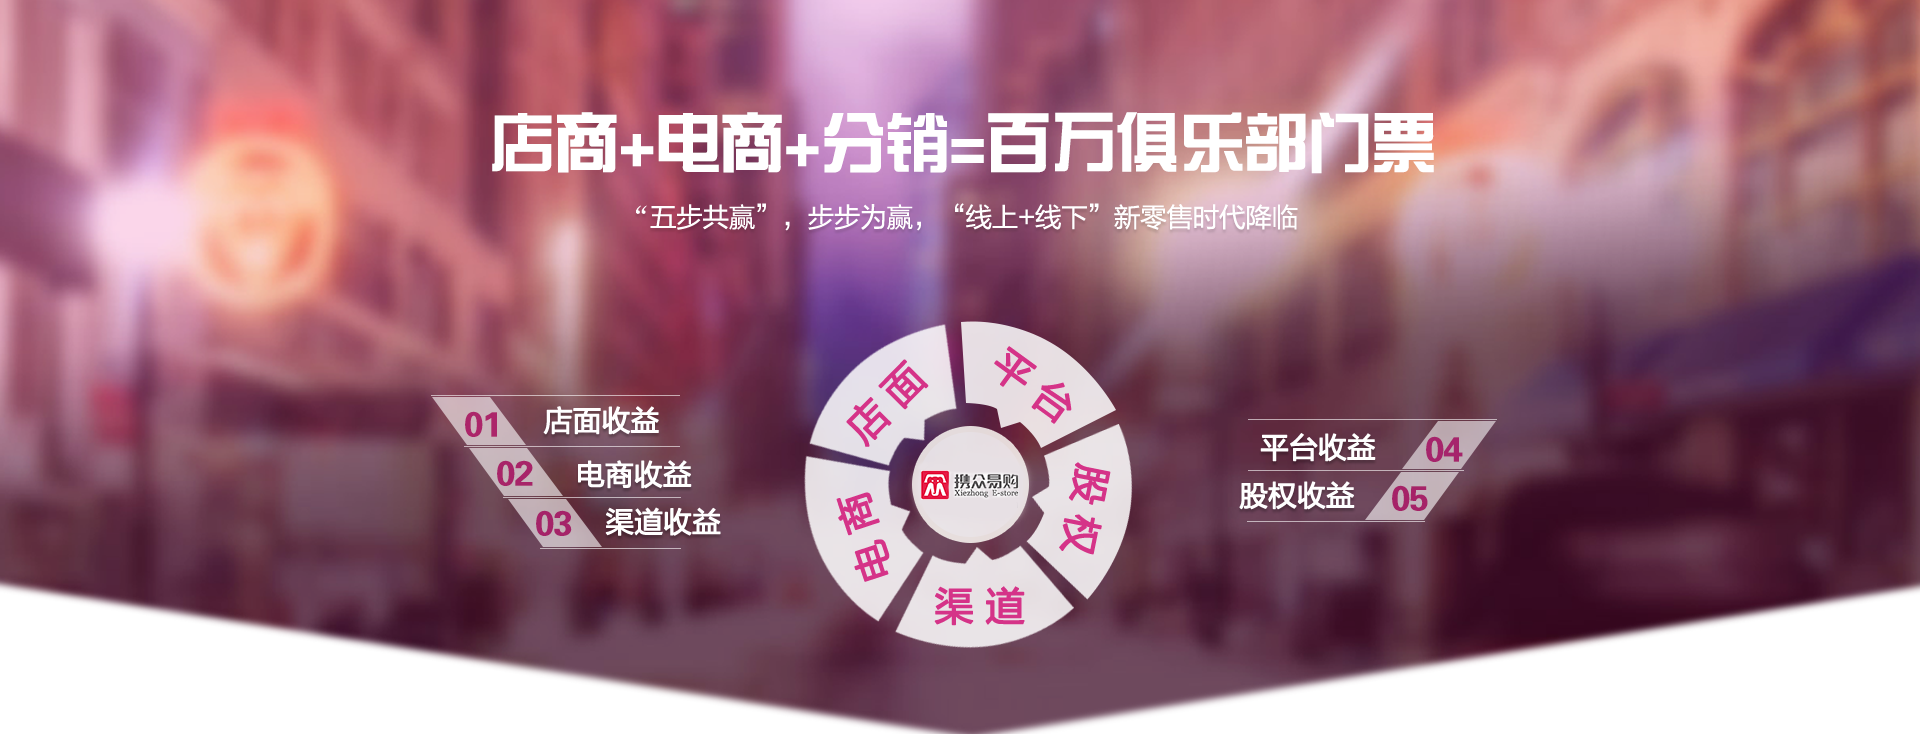 店商+电商+分销=百万俱乐部门票
“五步共赢”，步步为赢，“线上+线下”新零售时代降临
01 店面收益
02 电商收益
03 渠道收益
店面
平台
股权
渠道
电商
携众易购
Xiezhong E-store
平台收益 04
股权收益 05